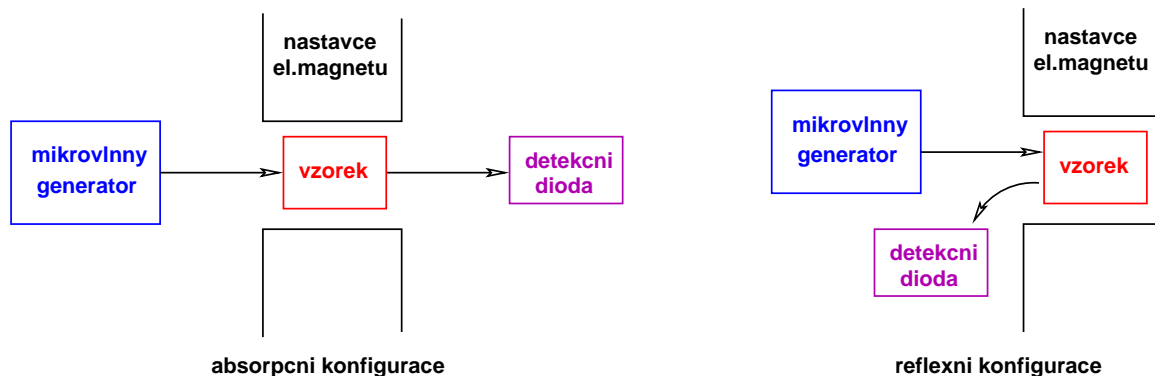 nastavce
el.magnetu
mikrovlnny
generator
vzorek
detekcni
dioda
absorpcni konfigurace
nastavce
el.magnetu
mikrovlnny
generator
vzorek
detekcni
dioda
reflexni konfigurace